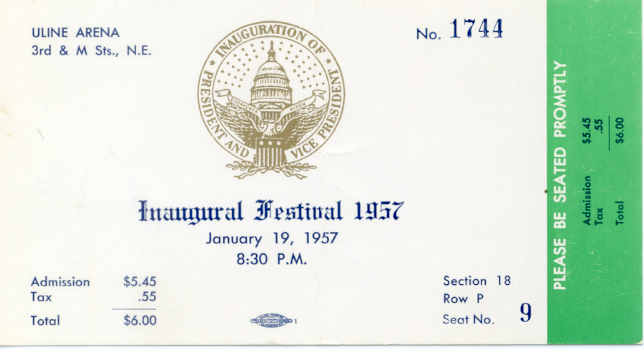 ULINE ARENA
3rd & M Sts., N.E.
No. 1744
INAUGURATION OF
PRESIDENT AND VICE PRESIDENT
Inaugural Festival 1957
January 19, 1957
8:30 P.M.
Admission $5.45
Tax .55
Total $6.00
1
Section 18
Row P
Seat No. 9
PLEASE BE SEATED PROMPTLY
Admission $5.45
Tax .55
Total $6.00